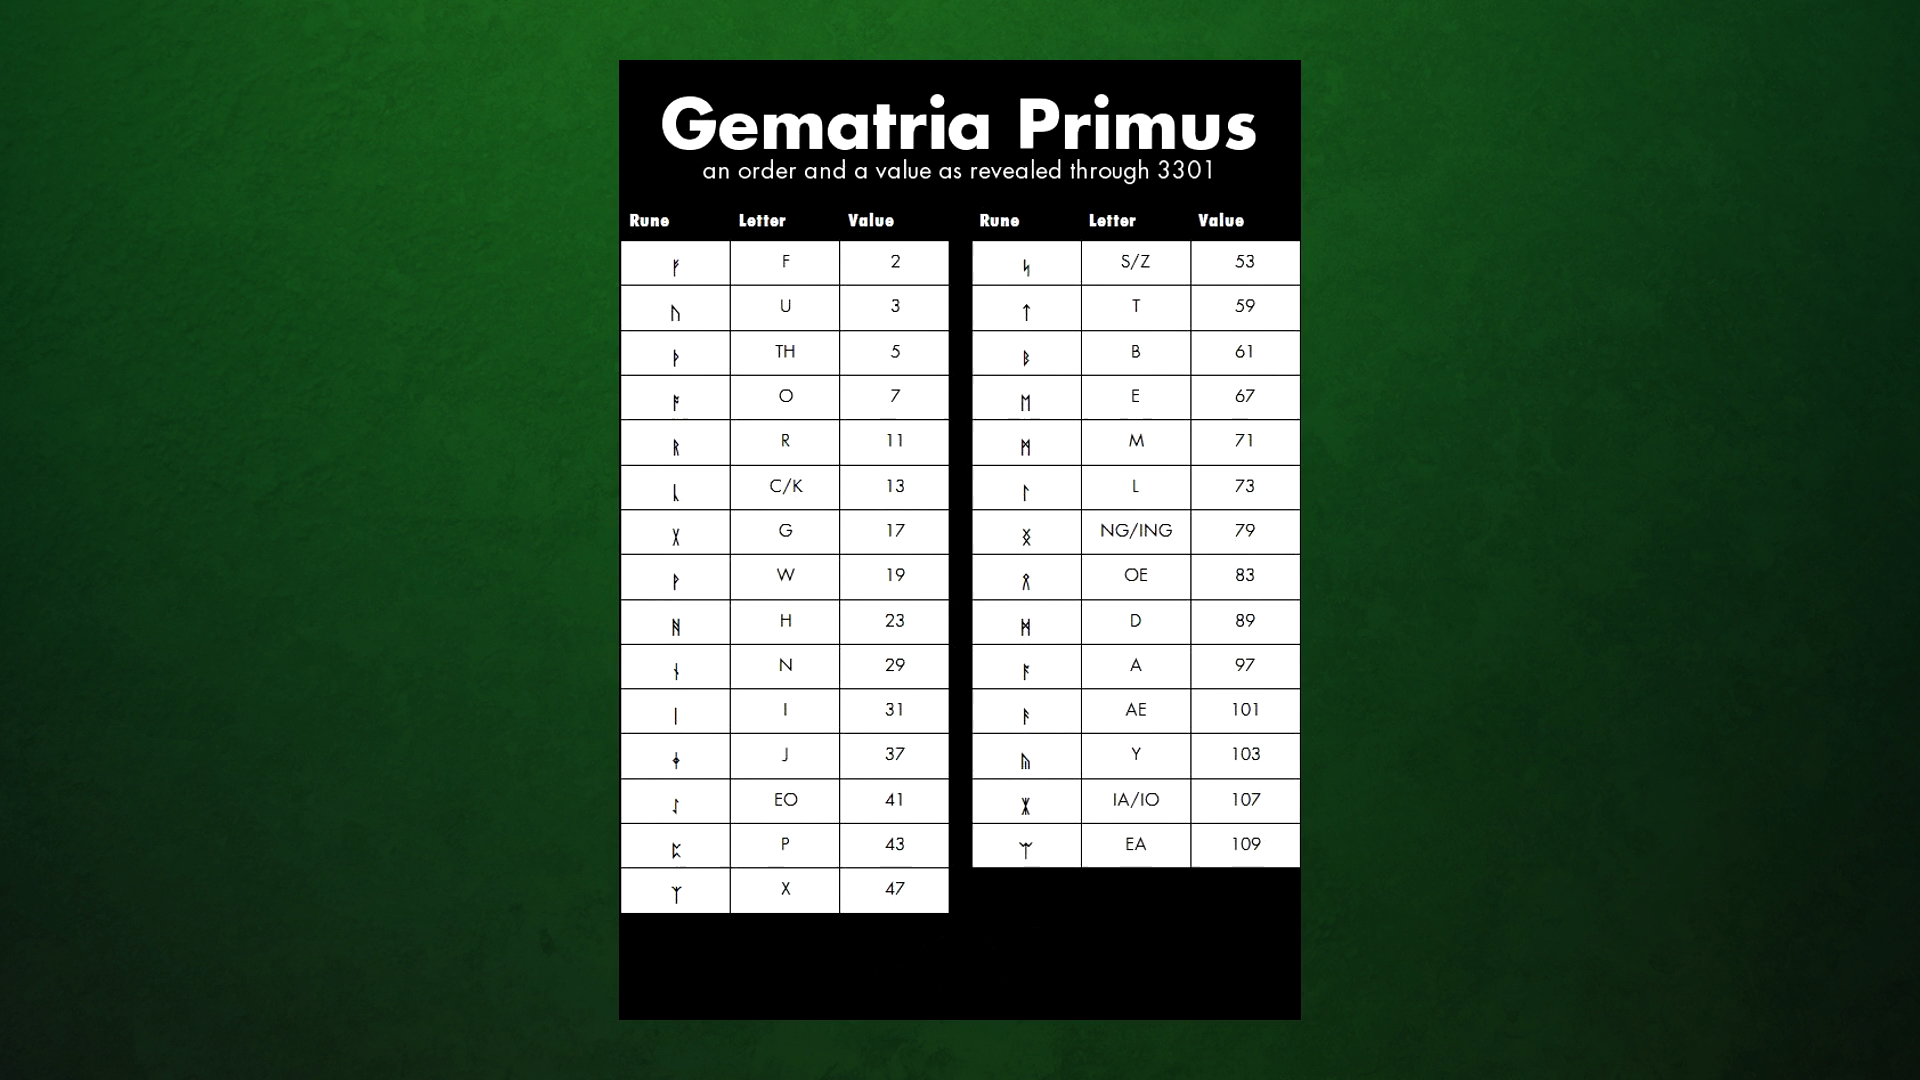 Gematria Primus
an order and a value as revealed through 3301
Rune Letter Value Rune Letter Value
ᚠ F 2 ᛋ S/Z 53
ᚢ U 3 ᛏ T 59
ᚦ TH 5 ᛒ B 61
ᚩ O 7 ᛖ E 67
ᚱ R 11 ᛗ M 71
ᚳ C/K 13 ᛚ L 73
ᚷ G 17 ᛝ NG/ING 79
ᚹ W 19 ᛟ OE 83
ᚻ H 23 ᛞ D 89
ᚾ N 29 ᚪ A 97
ᛁ I 31 ᚫ AE 101
ᛄ J 37 ᚣ Y 103
ᛇ EO 41 ᛡ IA/IO 107
ᛈ P 43 ᛠ EA 109
ᛉ X 47